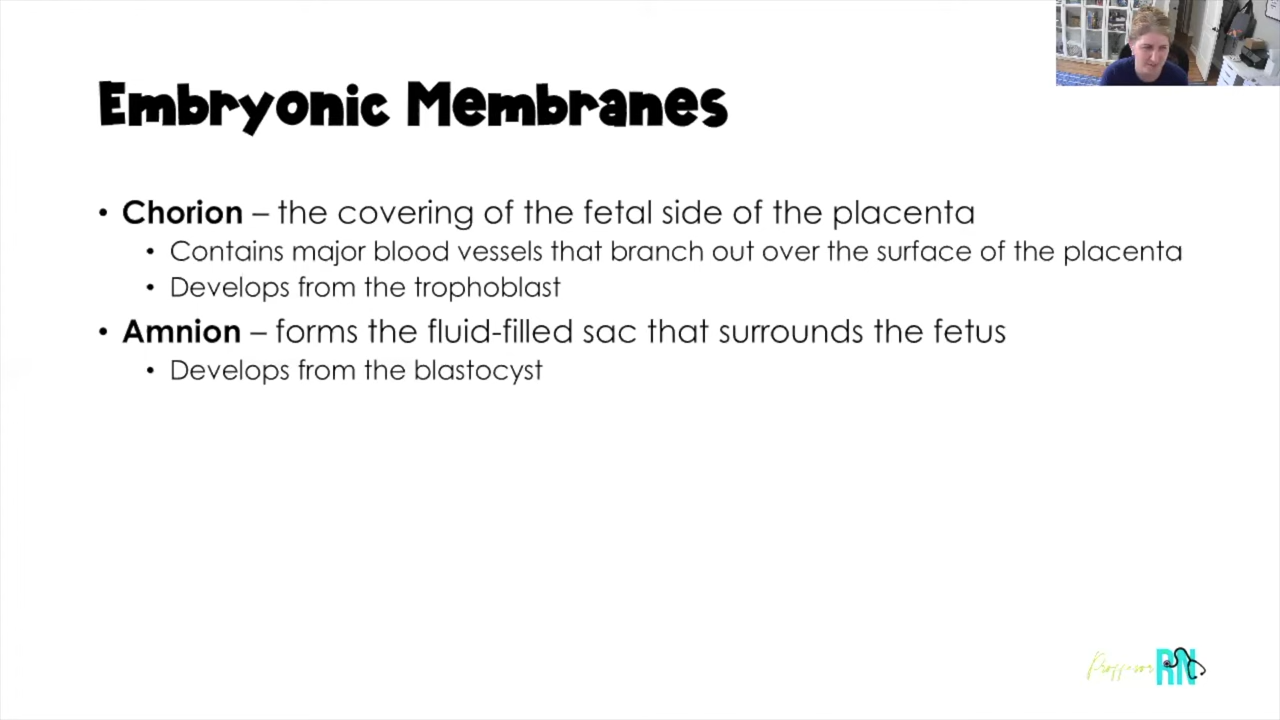 Embryonic Membranes
• Chorion – the covering of the fetal side of the placenta
• Contains major blood vessels that branch out over the surface of the placenta
• Develops from the trophoblast
• Amnion – forms the fluid-filled sac that surrounds the fetus
• Develops from the blastocyst
Professor RN